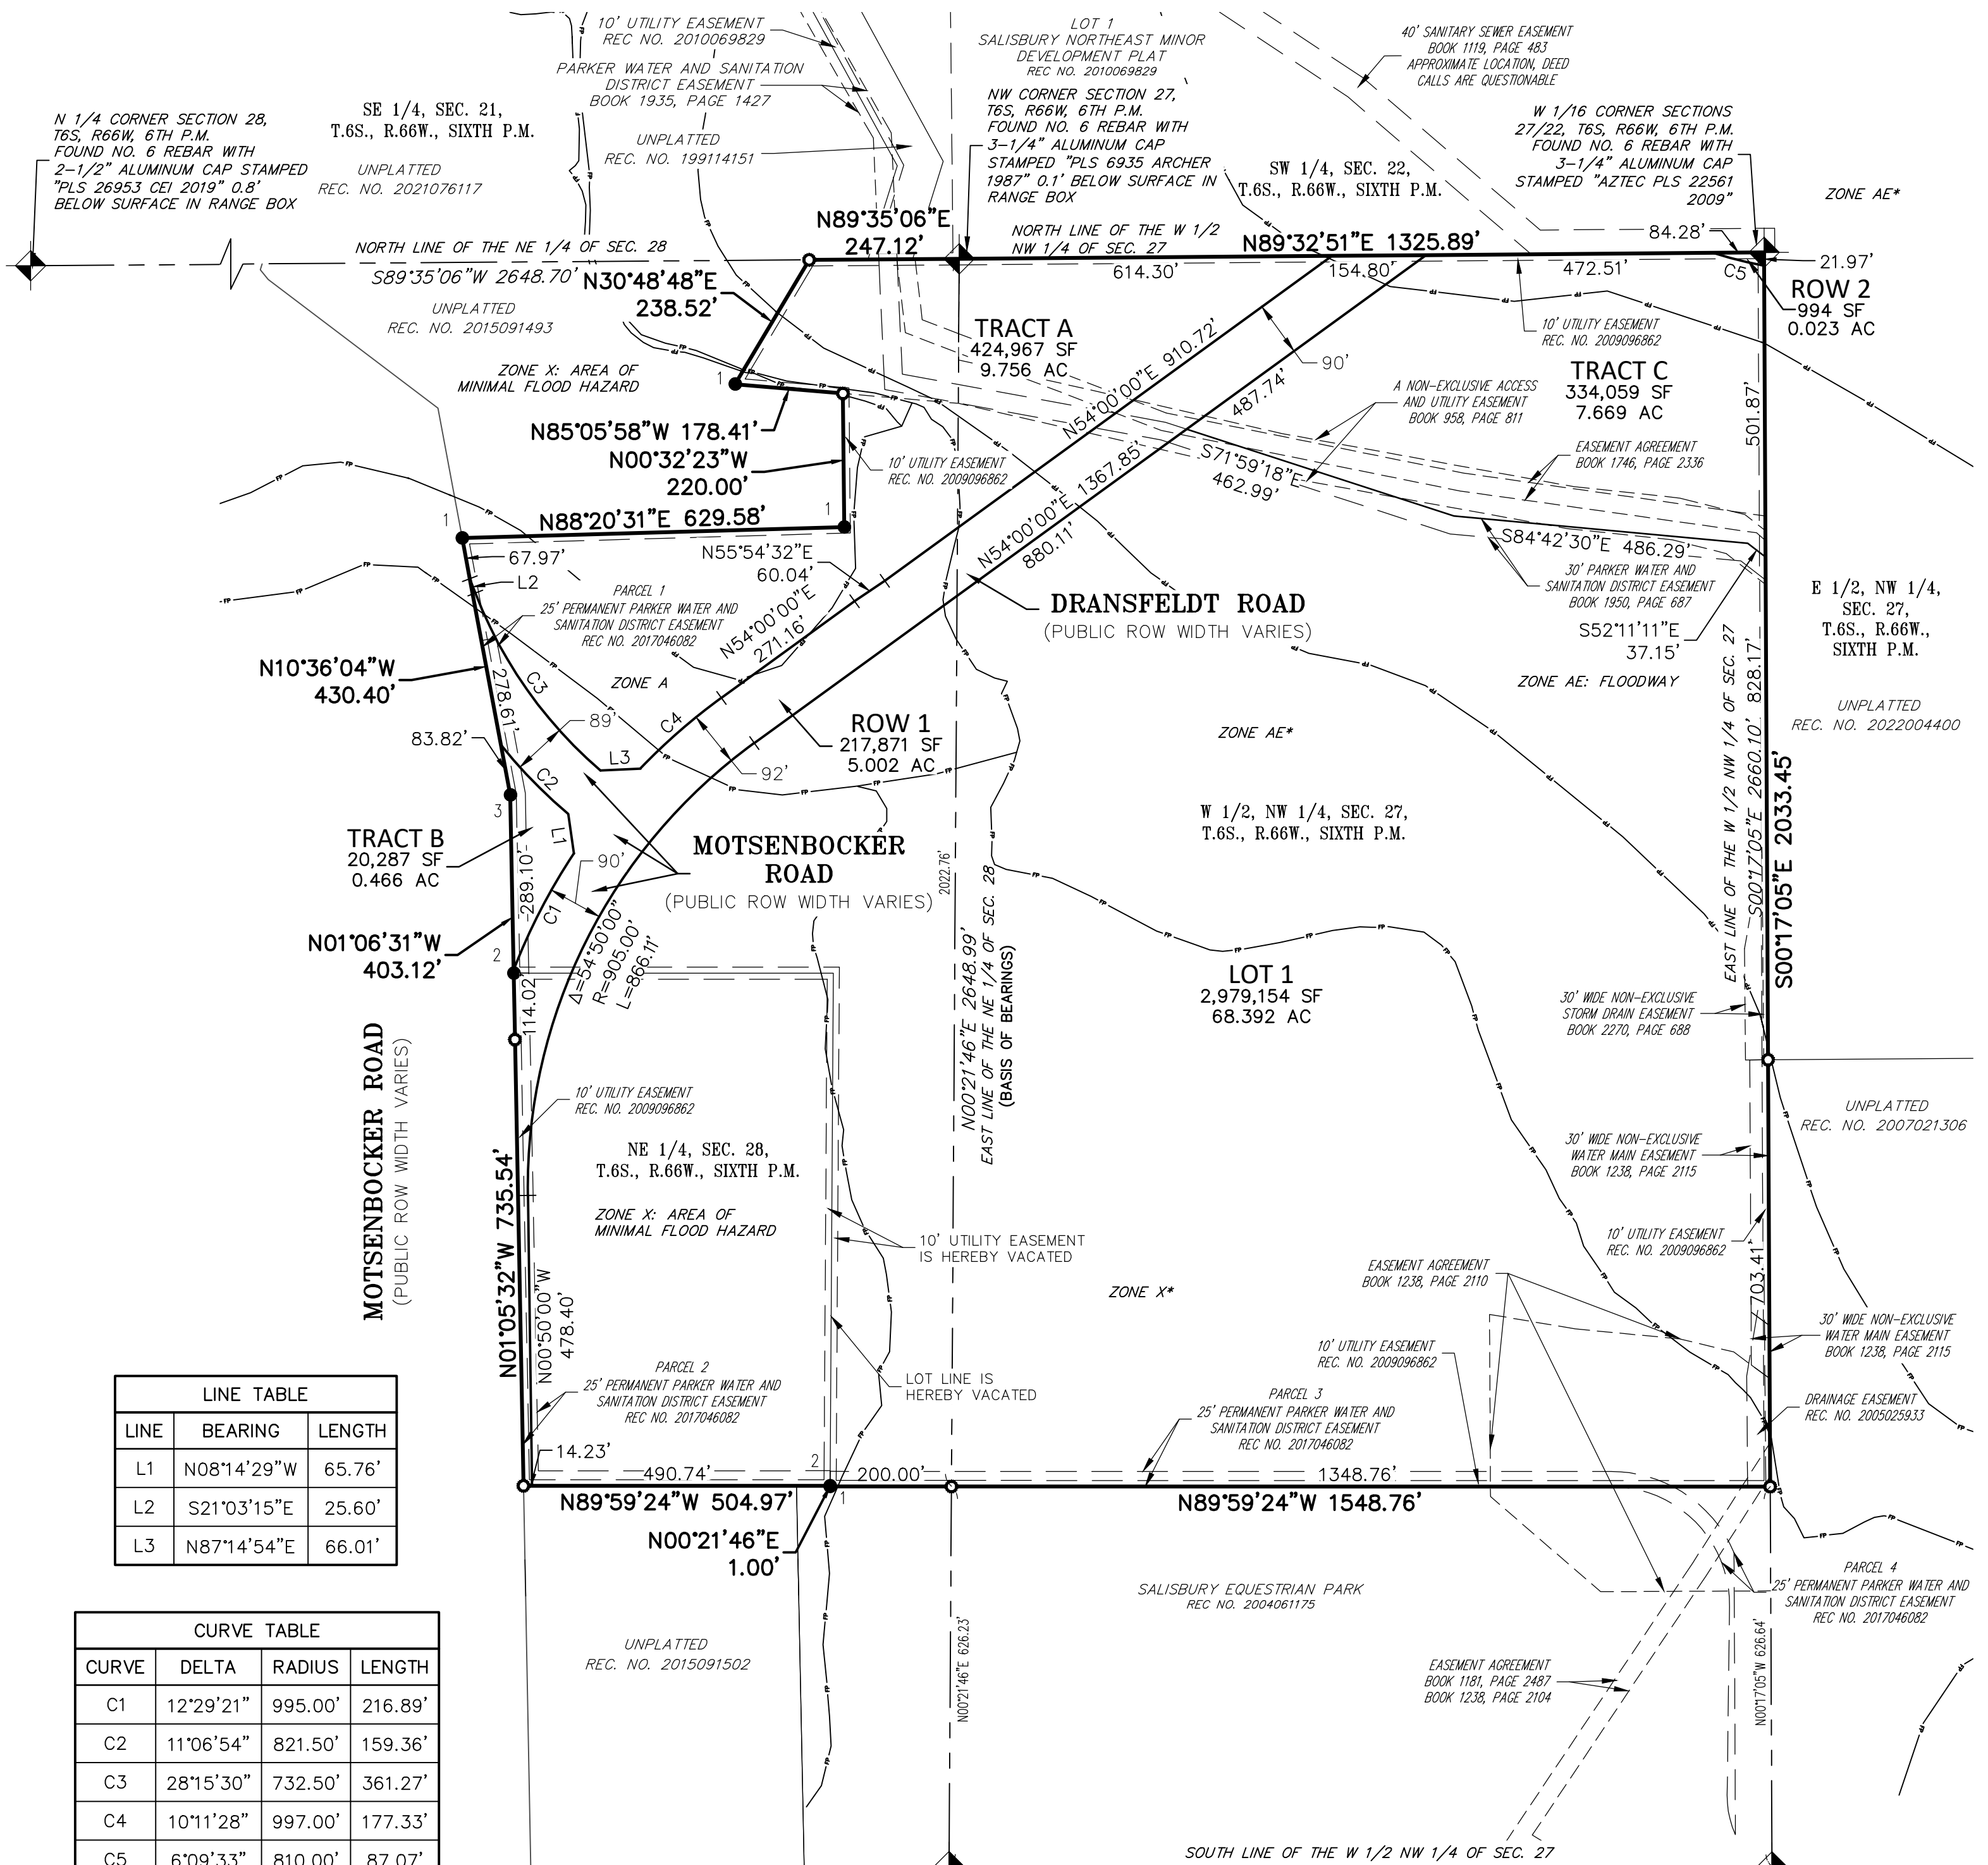 10' UTILITY EASEMENT
REC NO. 2010069829
PARKER WATER AND SANITATION
DISTRICT EASEMENT
BOOK 1935, PAGE 1427
UNPLATTED
REC. NO. 199114151
LOT 1
SALISBURY NORTHEAST MINOR
DEVELOPMENT PLAT
REC NO. 2010069829
40' SANITARY SEWER EASEMENT
BOOK 1119, PAGE 483
APPROXIMATE LOCATION, DEED
CALLS ARE QUESTIONABLE
N 1/4 CORNER SECTION 28,
T6S, R66W, 6TH P.M.
FOUND NO. 6 REBAR WITH
2-1/2" ALUMINUM CAP STAMPED
"PLS 26953 CEI 2019" 0.8'
BELOW SURFACE IN RANGE BOX
SE 1/4, SEC. 21,
T.6S., R.66W., SIXTH P.M.
UNPLATTED
REC. NO. 2021076117
NW CORNER SECTION 27,
T6S, R66W, 6TH P.M.
FOUND NO. 6 REBAR WITH
3-1/4" ALUMINUM CAP
STAMPED "PLS 6935 ARCHER
1987" 0.1' BELOW SURFACE IN
RANGE BOX
SW 1/4, SEC. 22,
T.6S., R.66W., SIXTH P.M.
W 1/16 CORNER SECTIONS
27/22, T6S, R66W, 6TH P.M.
FOUND NO. 6 REBAR WITH
3-1/4" ALUMINUM CAP
STAMPED "AZTEC PLS 22561
2009"
ZONE AE*
NORTH LINE OF THE NE 1/4 OF SEC. 28
S89°35'06"W 2648.70'
N89°35'06"E
247.12'
NORTH LINE OF THE W 1/2
NW 1/4 OF SEC. 27
N89°32'51"E 1325.89'
84.28'
614.30'
154.80'
472.51'
C5
21.97'
ROW 2
994 SF
0.023 AC
UNPLATTED
REC. NO. 2015091493
N30°48'48"E
238.52'
ZONE X: AREA OF
MINIMAL FLOOD HAZARD
1
TRACT A
424,967 SF
9.756 AC
N54°00'00"E 910.72'
90'
487.74'
10' UTILITY EASEMENT
REC. NO. 2009096862
TRACT C
334,059 SF
7.669 AC
A NON-EXCLUSIVE ACCESS
AND UTILITY EASEMENT
BOOK 958, PAGE 811
501.87'
EASEMENT AGREEMENT
BOOK 1746, PAGE 2336
N85°05'58"W 178.41'
N00°32'23"W
220.00'
10' UTILITY EASEMENT
REC. NO. 2009096862
S71°59'18"E
462.99'
N54°00'00"E 1367.85'
880.11'
N88°20'31"E 629.58'
1
1
67.97'
L2
N55°54'32"E
60.04'
S84°42'30"E 486.29'
30' PARKER WATER AND
SANITATION DISTRICT EASEMENT
BOOK 1950, PAGE 687
S52°11'11"E
37.15'
PARCEL 1
25' PERMANENT PARKER WATER AND
SANITATION DISTRICT EASEMENT
REC NO. 2017046082
N54°00'00"E
271.16'
DRANSFELDT ROAD
(PUBLIC ROW WIDTH VARIES)
E 1/2, NW 1/4,
SEC. 27,
T.6S., R.66W.,
SIXTH P.M.
N10°36'04"W
430.40'
278.61'
C3
ZONE A
ZONE AE: FLOODWAY
UNPLATTED
REC. NO. 2022004400
89'
C4
83.82'
L3
C2
92'
ROW 1
217,871 SF
5.002 AC
ZONE AE*
828.17'
S00°17'05"E 2660.10'
EAST LINE OF THE W 1/2 NW 1/4 OF SEC. 27
S00°17'05"E 2033.45'
3
L1
TRACT B
20,287 SF
0.466 AC
289.10'
90'
C1
MOTSENBOCKER
ROAD
(PUBLIC ROW WIDTH VARIES)
W 1/2, NW 1/4, SEC. 27,
T.6S., R.66W., SIXTH P.M.
2022.76'
N01°06'31"W
403.12'
2
114.02'
Δ=54°50'00"
R=905.00'
L=866.11'
N00°21'46"E 2648.99'
EAST LINE OF THE NE 1/4 OF SEC. 28
(BASIS OF BEARINGS)
LOT 1
2,979,154 SF
68.392 AC
30' WIDE NON-EXCLUSIVE
STORM DRAIN EASEMENT
BOOK 2270, PAGE 688
MOTSENBOCKER ROAD
(PUBLIC ROW WIDTH VARIES)
10' UTILITY EASEMENT
REC. NO. 2009096862
NE 1/4, SEC. 28,
T.6S., R.66W., SIXTH P.M.
ZONE X: AREA OF
MINIMAL FLOOD HAZARD
UNPLATTED
REC. NO. 2007021306
30' WIDE NON-EXCLUSIVE
WATER MAIN EASEMENT
BOOK 1238, PAGE 2115
10' UTILITY EASEMENT
REC. NO. 2009096862
N01°05'32"W 735.54'
N00°50'00"W
478.40'
10' UTILITY EASEMENT
IS HEREBY VACATED
ZONE X*
EASEMENT AGREEMENT
BOOK 1238, PAGE 2110
703.41'
30' WIDE NON-EXCLUSIVE
WATER MAIN EASEMENT
BOOK 1238, PAGE 2115
10' UTILITY EASEMENT
REC. NO. 2009096862
PARCEL 2
25' PERMANENT PARKER WATER AND
SANITATION DISTRICT EASEMENT
REC NO. 2017046082
LOT LINE IS
HEREBY VACATED
PARCEL 3
25' PERMANENT PARKER WATER AND
SANITATION DISTRICT EASEMENT
REC NO. 2017046082
DRAINAGE EASEMENT
REC NO. 2005025933
14.23'
490.74'
2
200.00'
1348.76'
N89°59'24"W 504.97'
1
N89°59'24"W 1548.76'
N00°21'46"E
1.00'
SALISBURY EQUESTRIAN PARK
REC NO. 2004061175
PARCEL 4
25' PERMANENT PARKER WATER AND
SANITATION DISTRICT EASEMENT
REC NO. 2017046082
UNPLATTED
REC. NO. 2015091502
N00°21'46"E 626.23'
N00°17'05"W 626.64'
EASEMENT AGREEMENT
BOOK 1181, PAGE 2487
BOOK 1238, PAGE 2104
SOUTH LINE OF THE W 1/2 NW 1/4 OF SEC. 27
LINE TABLE
LINE BEARING LENGTH
L1 N08°14'29"W 65.76'
L2 S21°03'15"E 25.60'
L3 N87°14'54"E 66.01'
CURVE TABLE
CURVE DELTA RADIUS LENGTH
C1 12°29'21" 995.00' 216.89'
C2 11°06'54" 821.50' 159.36'
C3 28°15'30" 732.50' 361.27'
C4 10°11'28" 997.00' 177.33'
C5 6°09'33" 810.00' 87.07'